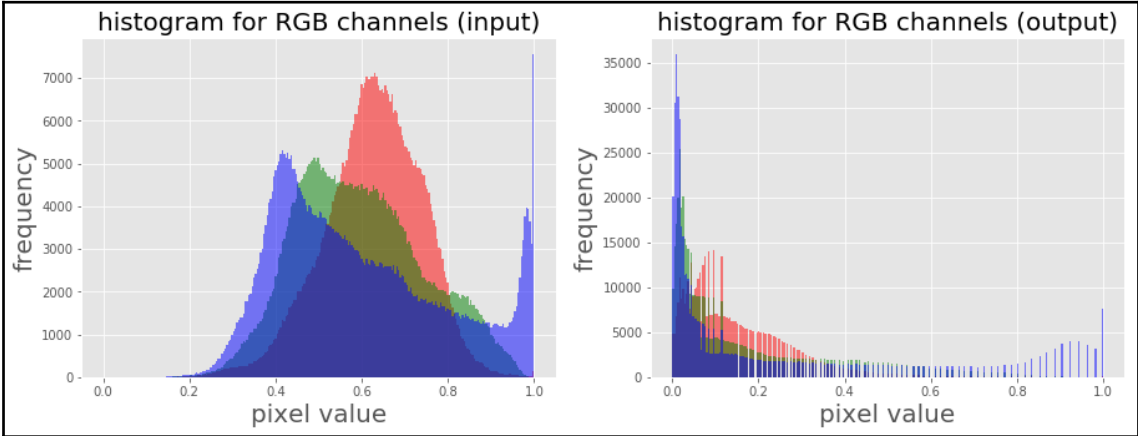 histogram for RGB channels (input)
frequency
7000
6000
5000
4000
3000
2000
1000
0
0.0 0.2 0.4 0.6 0.8 1.0
pixel value
histogram for RGB channels (output)
frequency
35000
30000
25000
20000
15000
10000
5000
0
0.0 0.2 0.4 0.6 0.8 1.0
pixel value